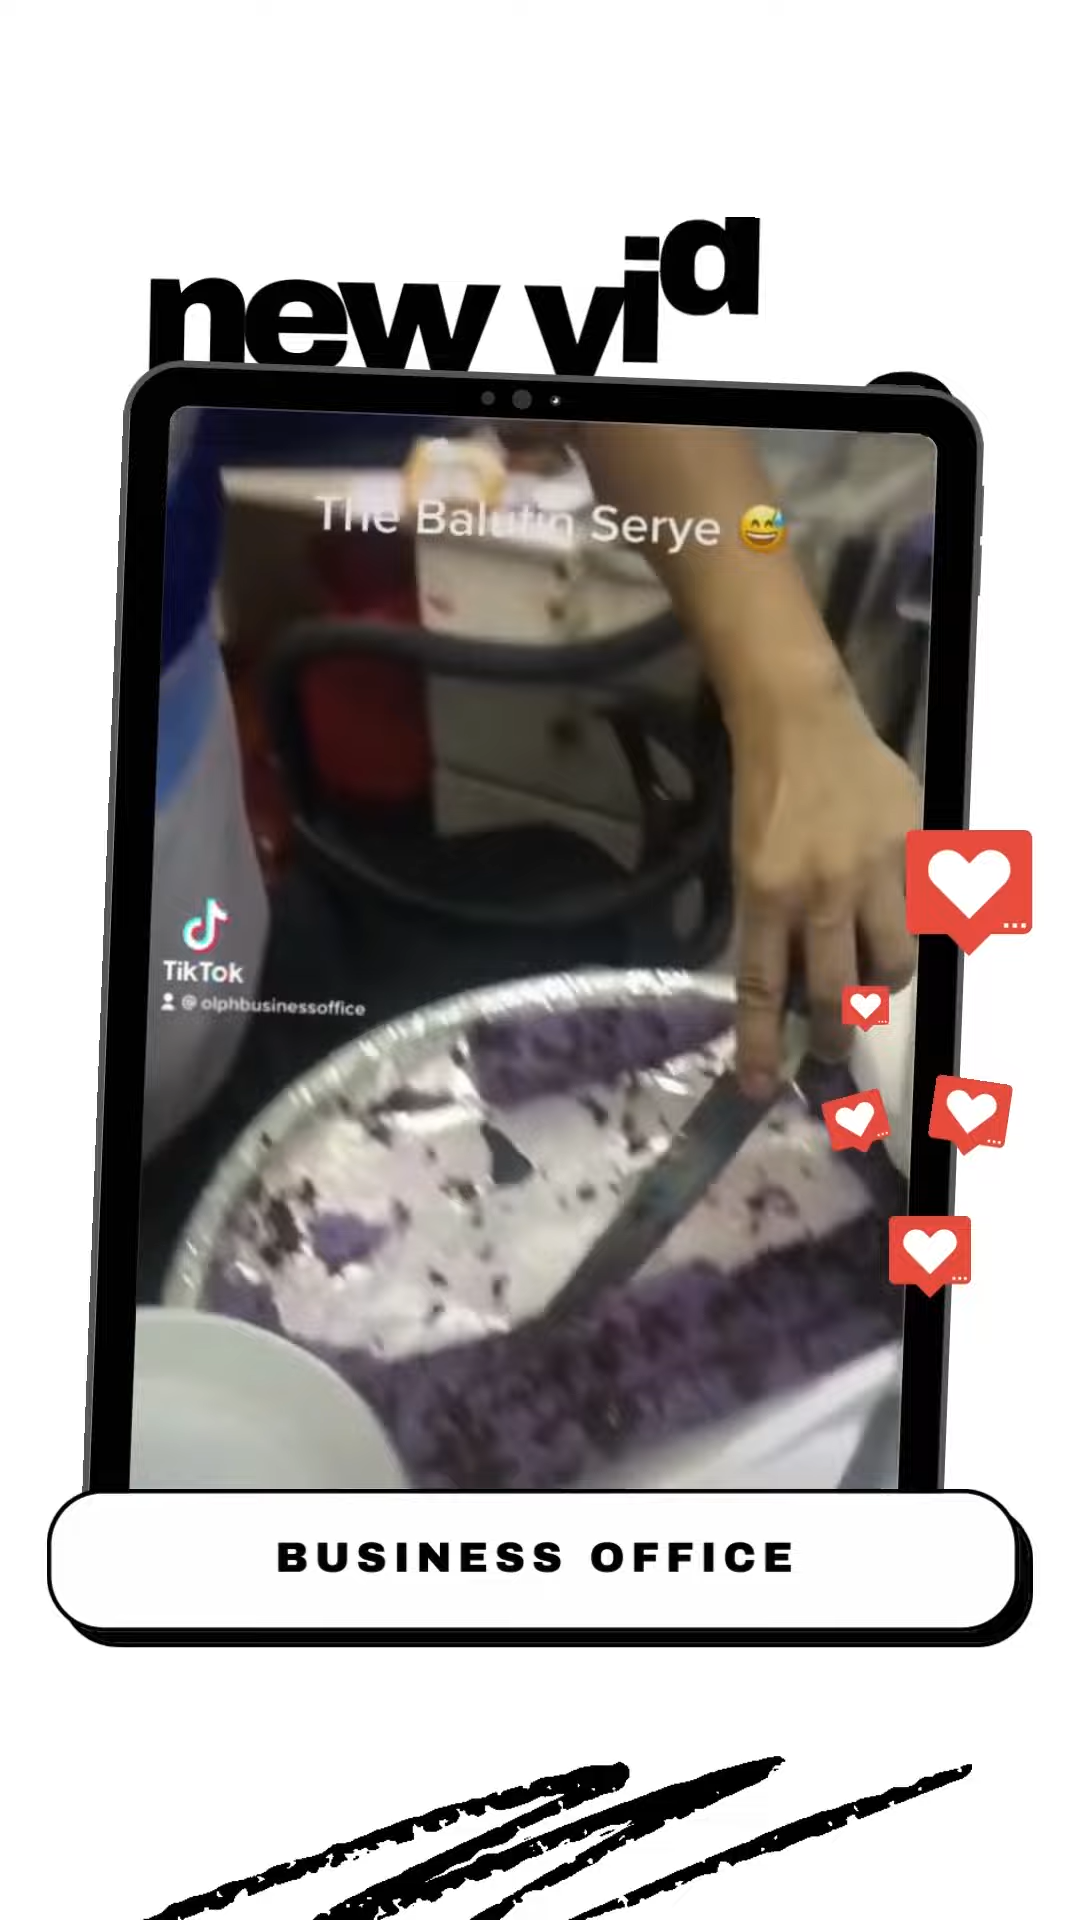 new vid
The Balutin Serye 😅
TikTok
@olphbusinessoffice
BUSINESS OFFICE